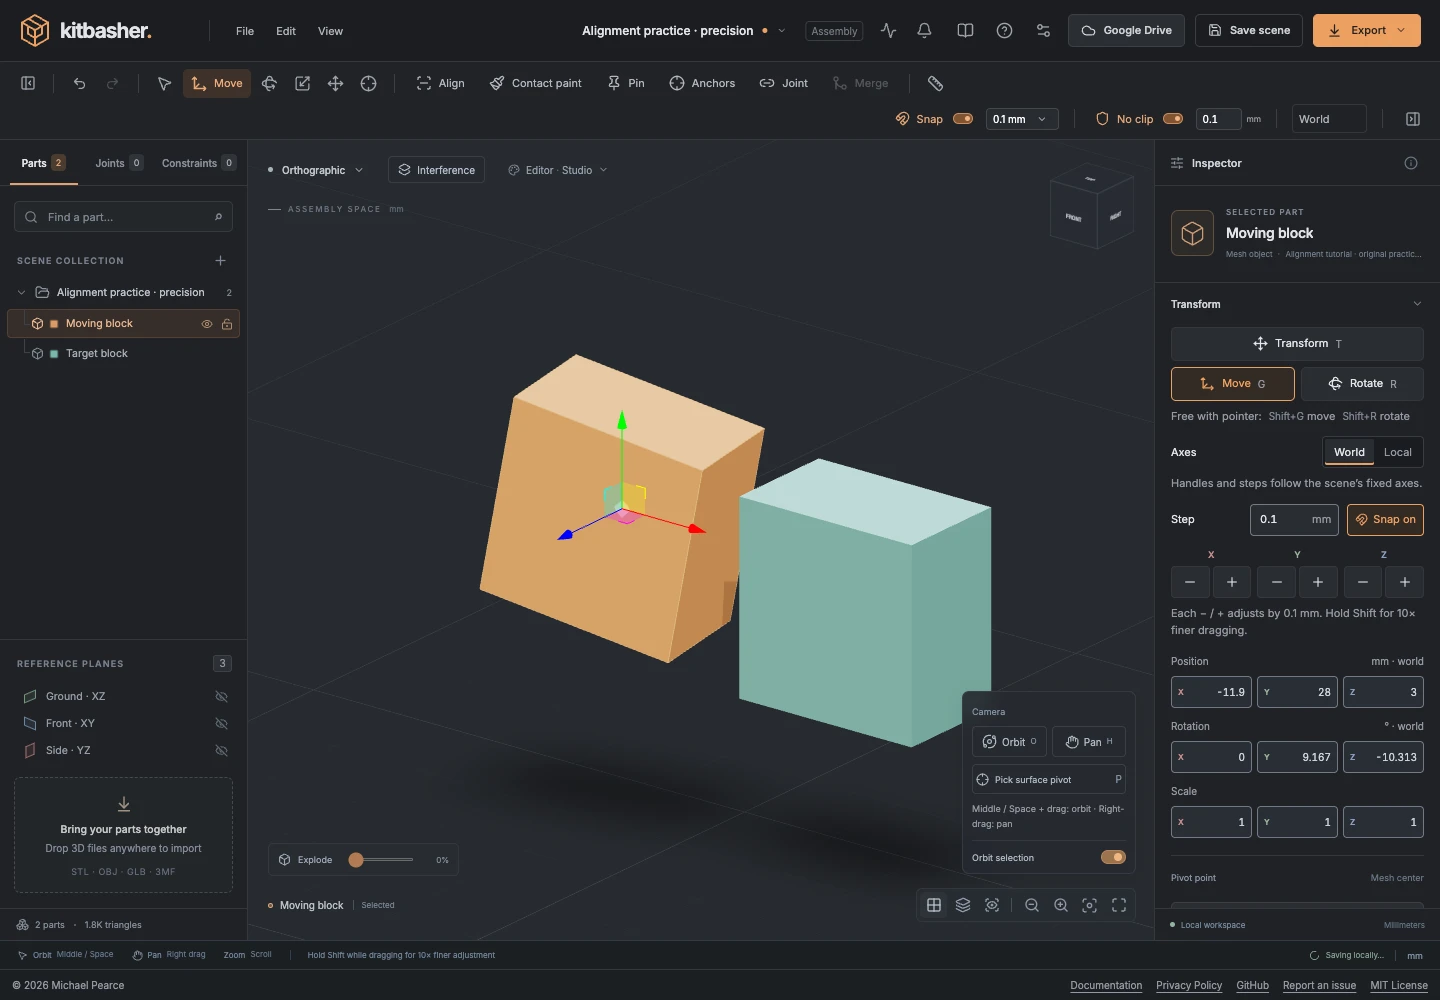 kitbasher.
File Edit View
Alignment practice · precision
Assembly
Google Drive
Save scene
Export
Move
Align
Contact paint
Pin
Anchors
Joint
Merge
Snap
0.1 mm
No clip
0.1
mm
World
Parts 2
Joints 0
Constraints 0
Find a part...
SCENE COLLECTION
Alignment practice · precision 2
Moving block
Target block
REFERENCE PLANES 3
Ground · XZ
Front · XY
Side · YZ
Bring your parts together
Drop 3D files anywhere to import
STL · OBJ · GLB · 3MF
2 parts · 1.8K triangles
Orthographic
Interference
Editor · Studio
ASSEMBLY SPACE mm
FRONT
RIGHT
Camera
Orbit O
Pan H
Pick surface pivot P
Middle / Space + drag: orbit · Right-
drag: pan
Orbit selection
Explode 0%
Moving block Selected
Inspector
SELECTED PART
Moving block
Mesh object · Alignment tutorial · original practic...
Transform
Transform T
Move G
Rotate R
Free with pointer: Shift+G move Shift+R rotate
Axes World Local
Handles and steps follow the scene's fixed axes.
Step 0.1 mm Snap on
X Y Z
− + − + − +
Each − / + adjusts by 0.1 mm. Hold Shift for 10×
finer dragging.
Position mm · world
X -11.9 Y 28 Z 3
Rotation ° · world
X 0 Y 9.167 Z -10.313
Scale
X 1 Y 1 Z 1
Pivot point Mesh center
Local workspace Millimeters
Orbit Middle / Space Pan Right drag Zoom Scroll Hold Shift while dragging for 10× finer adjustment
Saving locally... mm
© 2026 Michael Pearce
Documentation Privacy Policy GitHub Report an issue MIT License